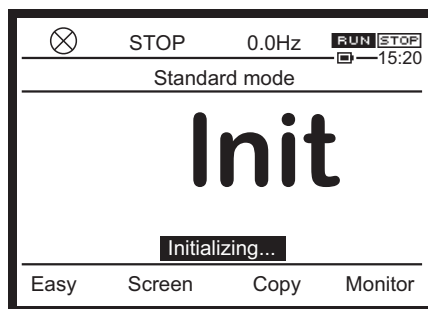 STOP 0.0Hz RUN STOP
15:20
Standard mode
Init
Initializing...
Easy Screen Copy Monitor